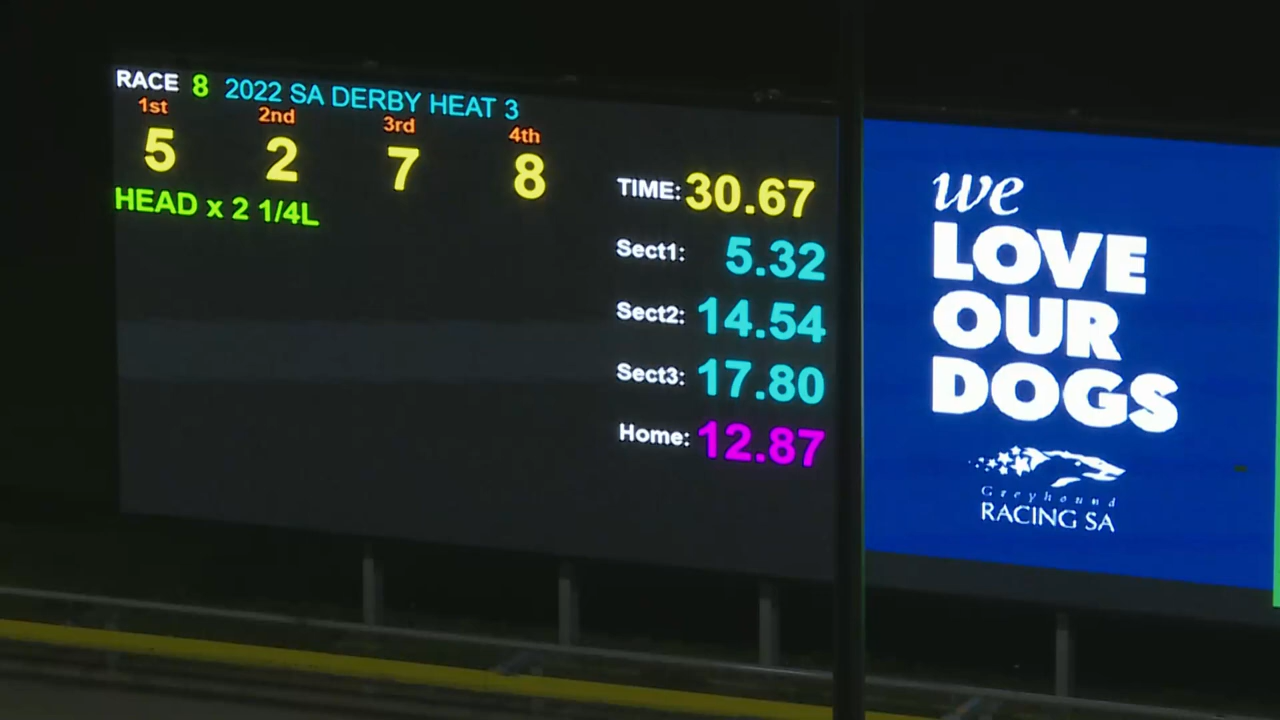 RACE 8 2022 SA DERBY HEAT 3
1st 2nd 3rd 4th
5 2 7 8
HEAD x 2 1/4L
TIME: 30.67
Sect1: 5.32
Sect2: 14.54
Sect3: 17.80
Home: 12.87
we
LOVE
OUR
DOGS
Greyhound
RACING SA